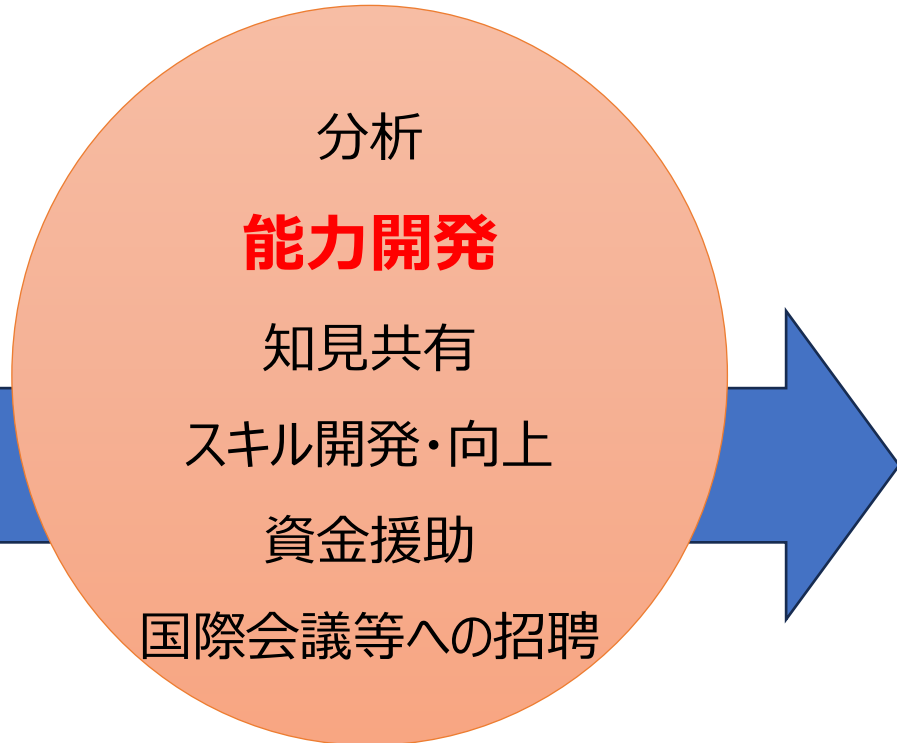 分析
能力開発
知見共有
スキル開発・向上
資金援助
国際会議等への招聘